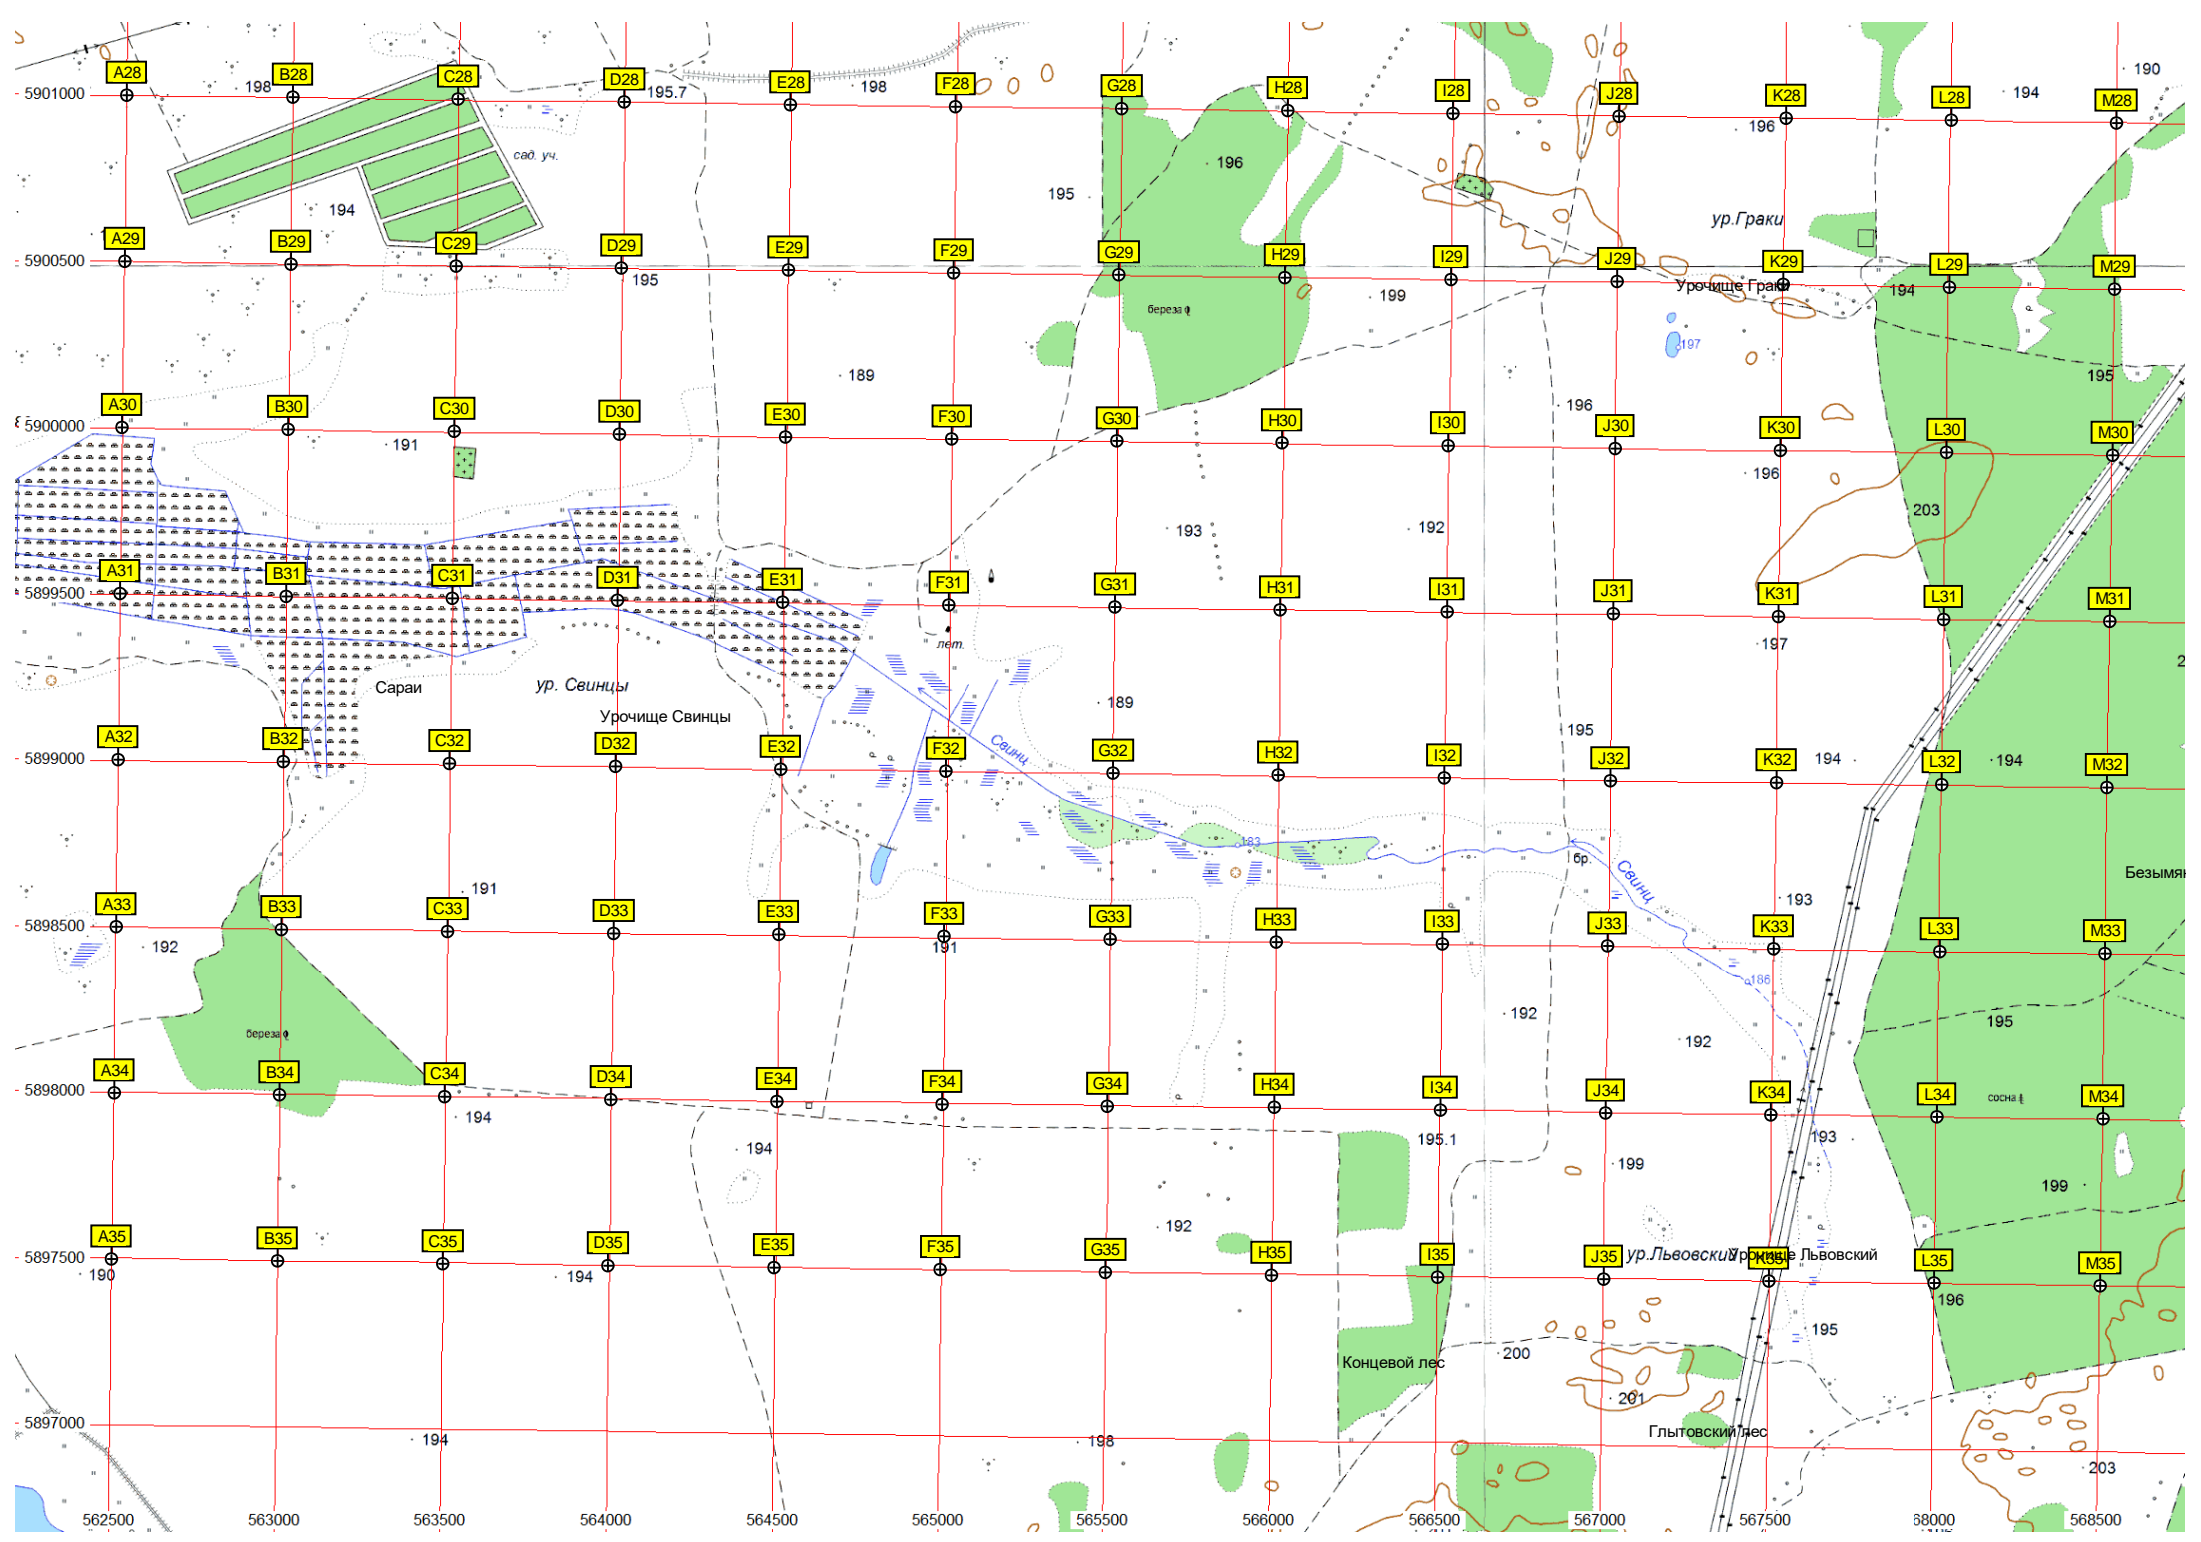 190
A28 B28 C28 D28 E28 F28 G28 H28 I28 J28 K28 L28 M28
5901000 198 195.7 198 196 194
сад. уч.
196
195
194
ур.Граки
A29 B29 C29 D29 E29 F29 G29 H29 I29 J29 K29 L29 M29
5900500 195 199 Урочище Граки 194
береза
197
189 195
A30 B30 C30 D30 E30 F30 G30 H30 I30 J30 K30 L30 M30
196
5900000
191 196
203
193 192
A31 B31 C31 D31 E31 F31 G31 H31 I31 J31 K31 L31 M31
5899500
лет. 197
Сараи ур. Свинцы
189
Урочище Свинцы
195
A32 B32 C32 D32 E32 F32 G32 H32 I32 J32 K32 L32 M32
Свинц
5899000 194 194
183
бр. Свинц
Безымян
191 193
A33 B33 C33 D33 E33 F33 G33 H33 I33 J33 K33 L33 M33
5898500
192 191
186
192 195
береза 192
A34 B34 C34 D34 E34 F34 G34 H34 I34 J34 K34 L34 M34
5898000
сосна
194 195.1 193
194 199
199
192
A35 B35 C35 D35 E35 F35 G35 H35 I35 J35 K35 L35 M35
5897500 ур.Львовский Урочище Львовский
190 194
196
195
200
Концевой лес
201
5897000 Глытовский лес
194 198
203
562500 563000 563500 564000 564500 565000 565500 566000 566500 567000 567500 68000 568500